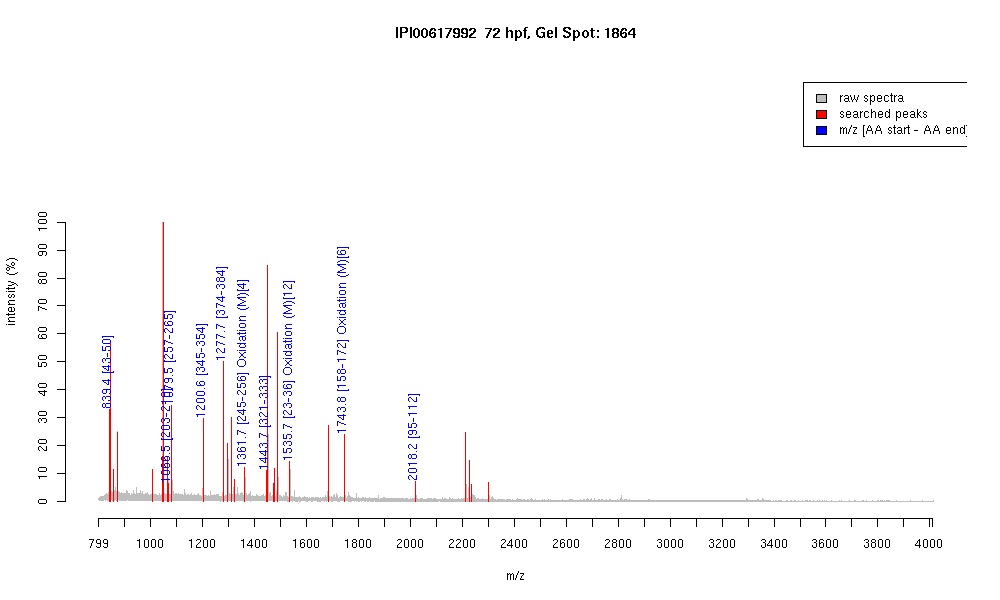 IPI00617992 72 hpf, Gel Spot: 1864
raw spectra
searched peaks
m/z [AA start - AA end]
intensity (%)
100
90
80
70
60
50
40
30
20
10
0
839.4 [43-50]
1068.5 [203-210]
1079.5 [257-265]
1200.6 [345-354]
1277.7 [374-384]
1361.7 [245-256] Oxidation (M)[4]
1443.7 [321-333]
1535.7 [23-36] Oxidation (M)[12]
1743.8 [158-172] Oxidation (M)[6]
2018.2 [95-112]
799 1000 1200 1400 1600 1800 2000 2200 2400 2600 2800 3000 3200 3400 3600 3800 4000
m/z